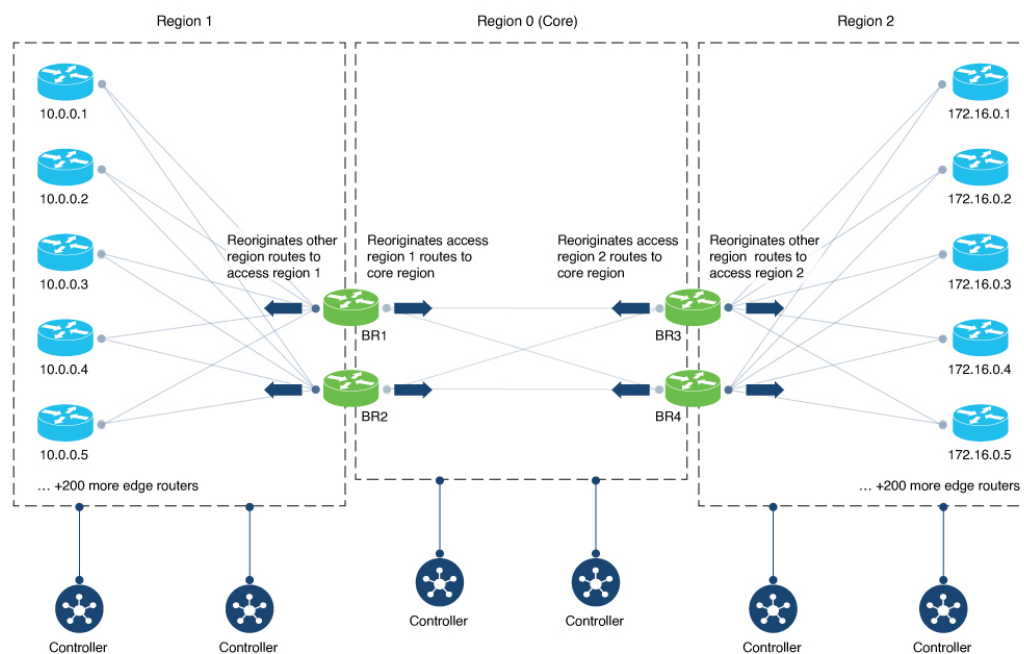 Region 1
Region 0 (Core)
Region 2
10.0.0.1
10.0.0.2
10.0.0.3
10.0.0.4
10.0.0.5
... +200 more edge routers
Reoriginates other
region routes to
access region 1
Reoriginates access
region 1 routes to
core region
Reoriginates access
region 2 routes to
core region
Reoriginates other
region routes to
access region 2
BR1
BR2
BR3
BR4
172.16.0.1
172.16.0.2
172.16.0.3
172.16.0.4
172.16.0.5
... +200 more edge routers
Controller
Controller
Controller
Controller
Controller
Controller